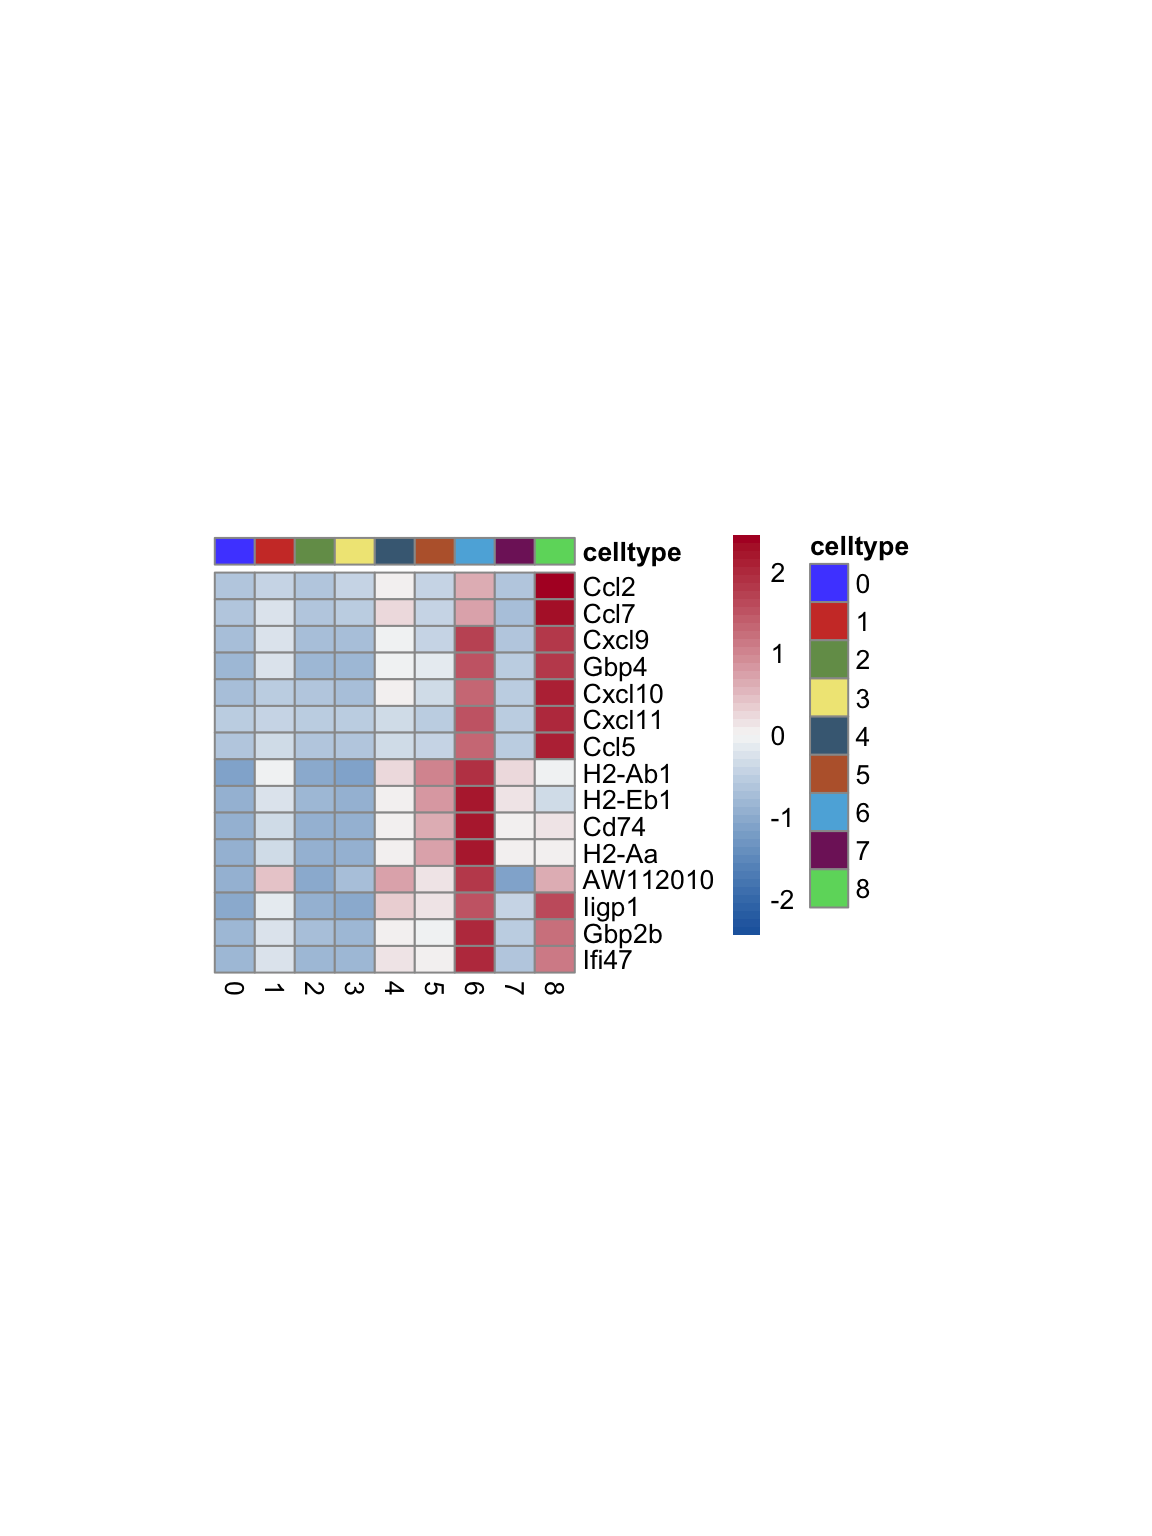 celltype
Ccl2
Ccl7
Cxcl9
Gbp4
Cxcl10
Cxcl11
Ccl5
H2-Ab1
H2-Eb1
Cd74
H2-Aa
AW112010
Iigp1
Gbp2b
Ifi47
0 1 2 3 4 5 6 7 8
2
1
0
-1
-2
celltype
0
1
2
3
4
5
6
7
8